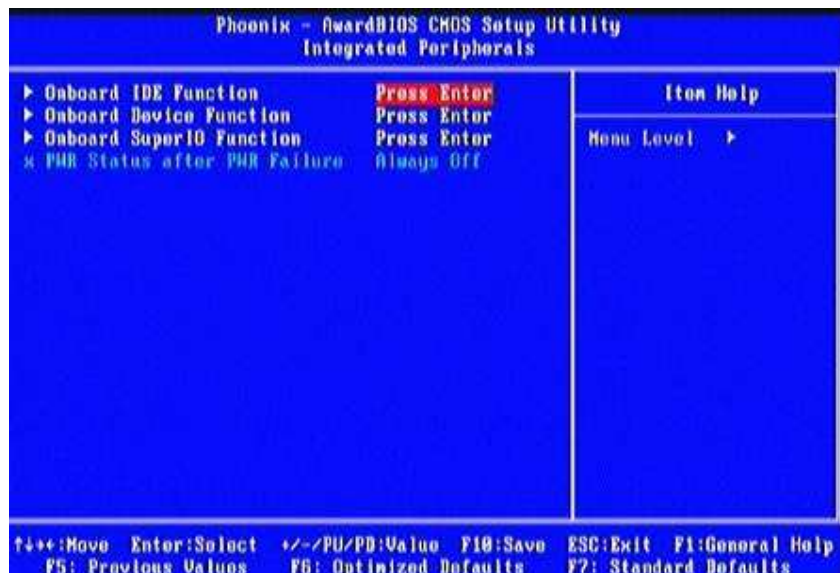 Phoenix - AwardBIOS CMOS Setup Utility
Integrated Peripherals
▶ Onboard IDE Function Press Enter
▶ Onboard Device Function Press Enter
▶ Onboard SuperIO Function Press Enter
x PWR Status after PWR Failure Always Off
Item Help
Menu Level ▶
↑↓→←:Move Enter:Select +/-/PU/PD:Value F10:Save ESC:Exit F1:General Help
F5: Previous Values F6: Optimized Defaults F7: Standard Defaults